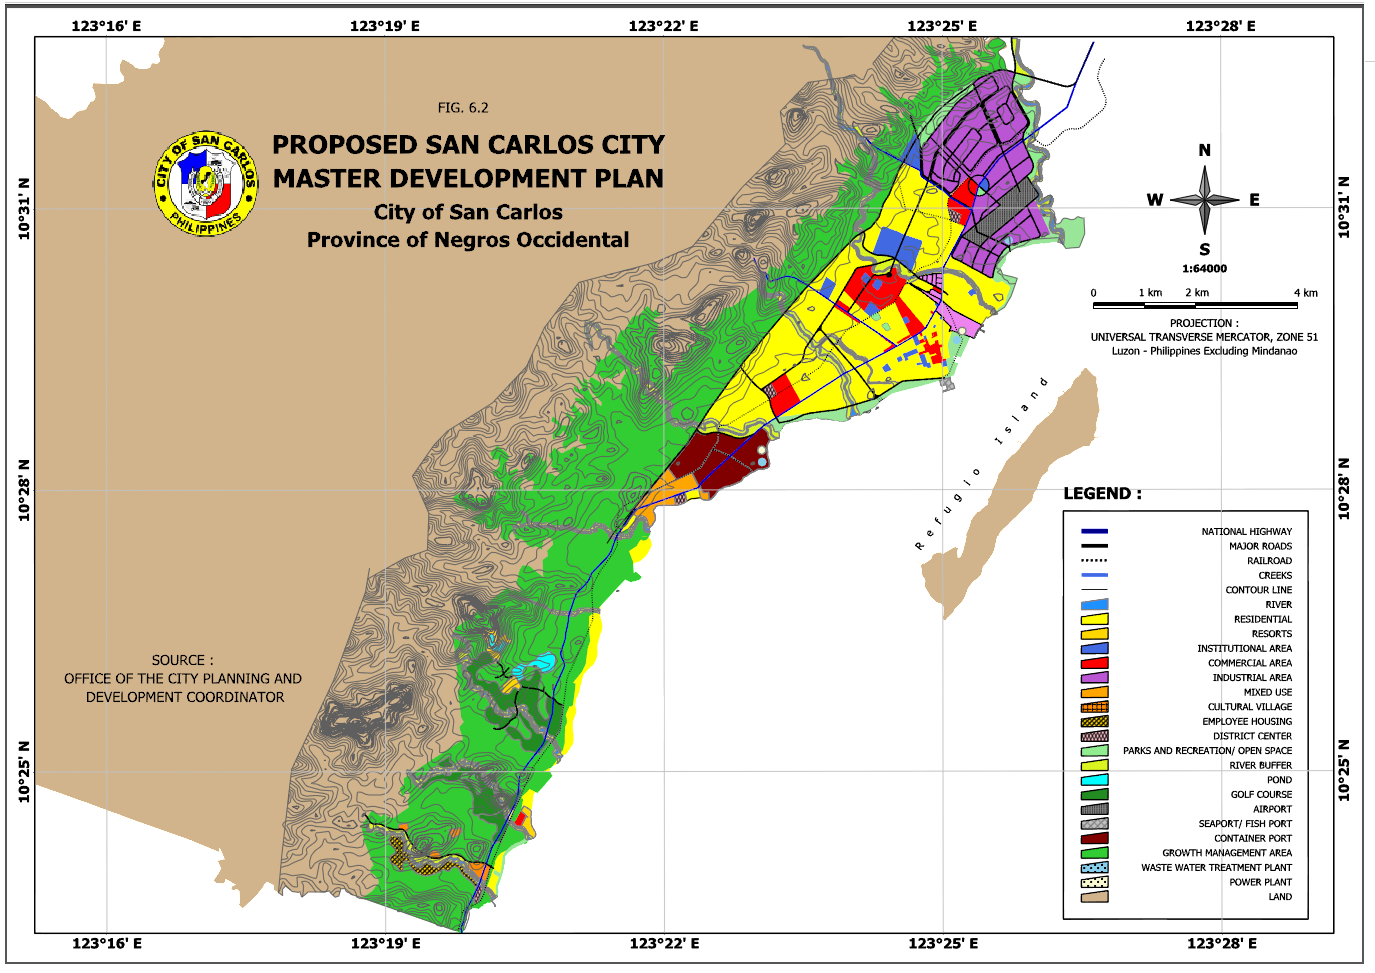 123°16' E 123°19' E 123°22' E 123°25' E 123°28' E
FIG. 6.2
PROPOSED SAN CARLOS CITY
MASTER DEVELOPMENT PLAN
City of San Carlos
Province of Negros Occidental
CITY OF SAN CARLOS
PHILIPPINES
N
W E
S
1:64000
0 1 km 2 km 4 km
PROJECTION :
UNIVERSAL TRANSVERSE MERCATOR, ZONE 51
Luzon - Philippines Excluding Mindanao
10°31' N 10°31' N
Refugio Island
10°28' N 10°28' N
LEGEND :
NATIONAL HIGHWAY
MAJOR ROADS
RAILROAD
CREEKS
CONTOUR LINE
RIVER
RESIDENTIAL
RESORTS
INSTITUTIONAL AREA
COMMERCIAL AREA
INDUSTRIAL AREA
MIXED USE
CULTURAL VILLAGE
EMPLOYEE HOUSING
DISTRICT CENTER
PARKS AND RECREATION/ OPEN SPACE
RIVER BUFFER
POND
GOLF COURSE
AIRPORT
SEAPORT/ FISH PORT
CONTAINER PORT
GROWTH MANAGEMENT AREA
WASTE WATER TREATMENT PLANT
POWER PLANT
LAND
SOURCE :
OFFICE OF THE CITY PLANNING AND
DEVELOPMENT COORDINATOR
10°25' N 10°25' N
123°16' E 123°19' E 123°22' E 123°25' E 123°28' E